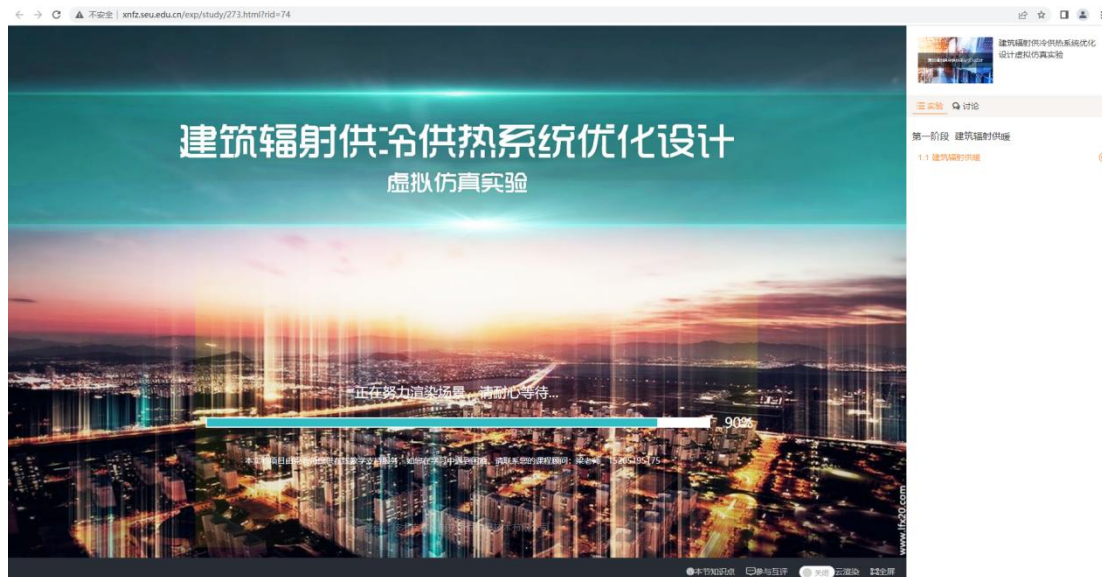 不安全 | xnfz.seu.edu.cn/exp/study/273.html?rid=74
建筑辐射供冷供热系统优化设计
虚拟仿真实验
正在努力渲染场景，请耐心等待...
90%
www.lfx20.com
本节知识点 参与互评 关闭 云渲染 全屏
建筑辐射供冷供热系统优化
设计虚拟仿真实验
实验 讨论
第一阶段 建筑辐射供暖
1.1 建筑辐射供暖